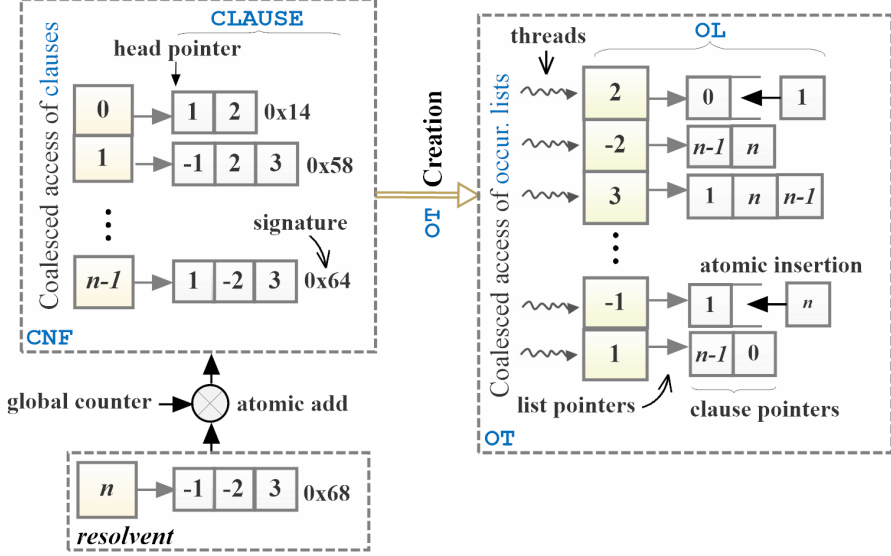 CLAUSE
head pointer
Coalesced access of clauses
0
1 2 0x14
1
-1 2 3 0x58
signature
n-1
1 -2 3 0x64
CNF
global counter
atomic add
n
-1 -2 3 0x68
resolvent
OT Creation
threads
OL
Coalesced access of occur. lists
2
0 1
-2
n-1 n
3
1 n n-1
atomic insertion
-1
1 n
1
n-1 0
list pointers
clause pointers
OT